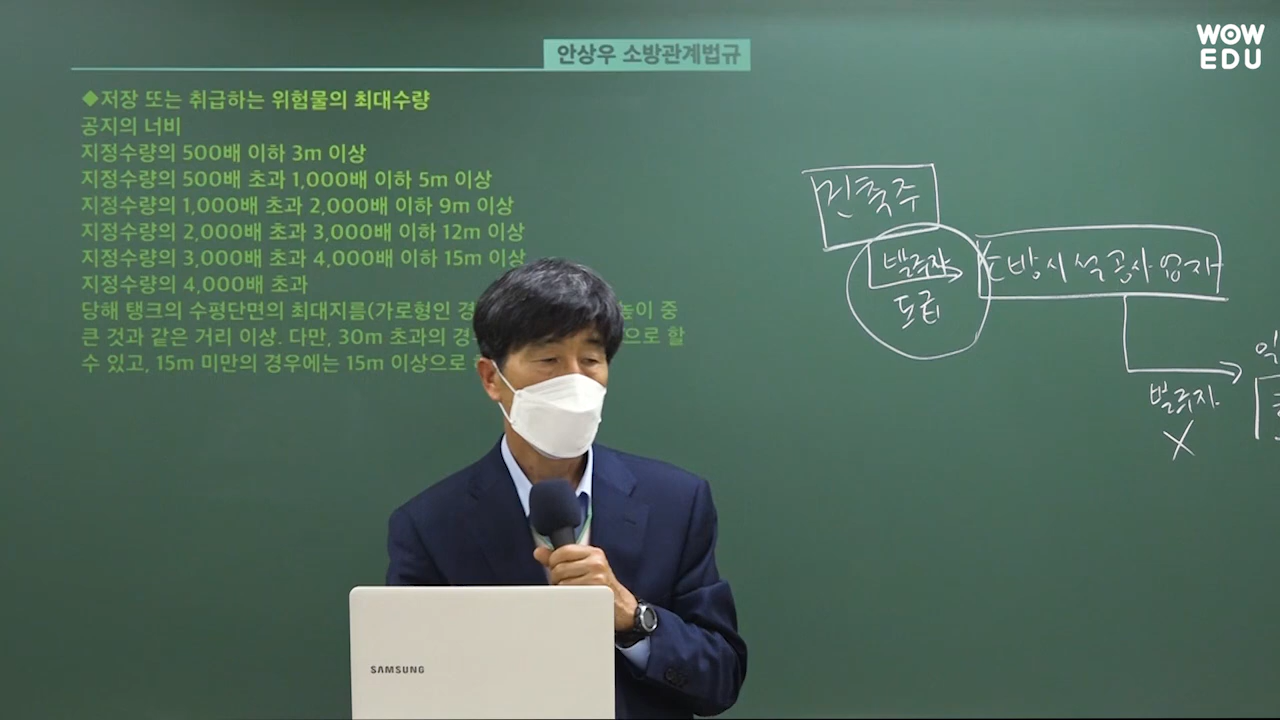 WOW
EDU
안상우 소방관계법규
◆저장 또는 취급하는 위험물의 최대수량
공지의 너비
지정수량의 500배 이하 3m 이상
지정수량의 500배 초과 1,000배 이하 5m 이상
지정수량의 1,000배 초과 2,000배 이하 9m 이상
지정수량의 2,000배 초과 3,000배 이하 12m 이상
지정수량의 3,000배 초과 4,000배 이하 15m 이상
지정수량의 4,000배 초과
당해 탱크의 수평단면의 최대지름(가로형인 경 높이 중
큰 것과 같은 거리 이상. 다만, 30m 초과의 경 으로 할
수 있고, 15m 미만의 경우에는 15m 이상으로
건축주
발주자
도급
소방시설공사업자
발주자
X
SAMSUNG